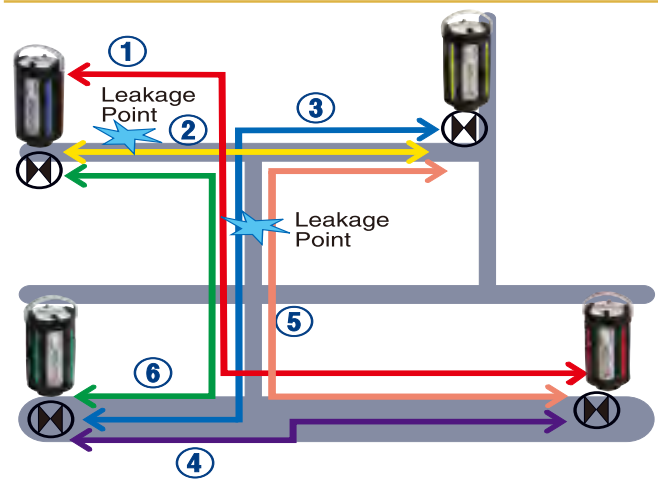 ①
Leakage
Point
②
③
Leakage
Point
⑤
⑥
④